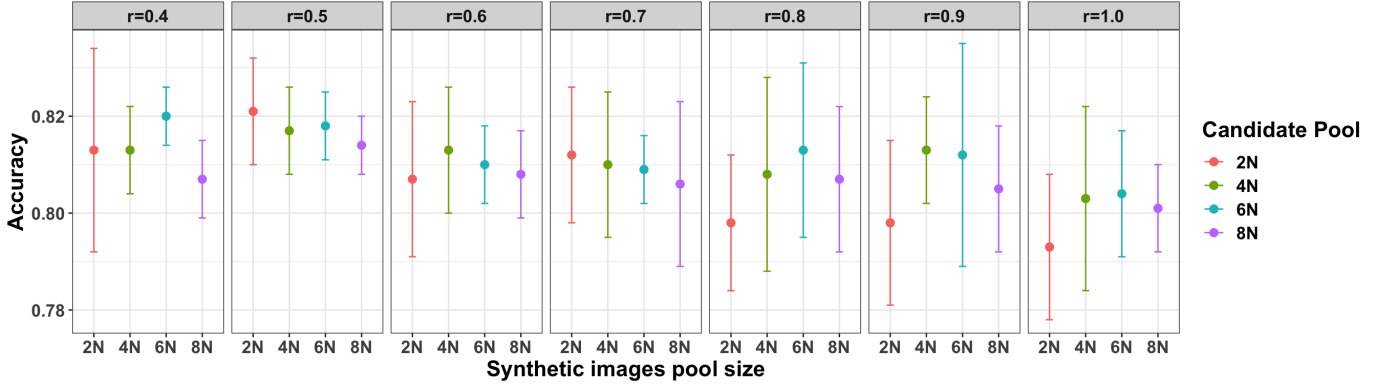 r=0.4 r=0.5 r=0.6 r=0.7 r=0.8 r=0.9 r=1.0
Accuracy
0.82
0.80
0.78
2N 4N 6N 8N 2N 4N 6N 8N 2N 4N 6N 8N 2N 4N 6N 8N 2N 4N 6N 8N 2N 4N 6N 8N 2N 4N 6N 8N
Synthetic images pool size
Candidate Pool
2N
4N
6N
8N